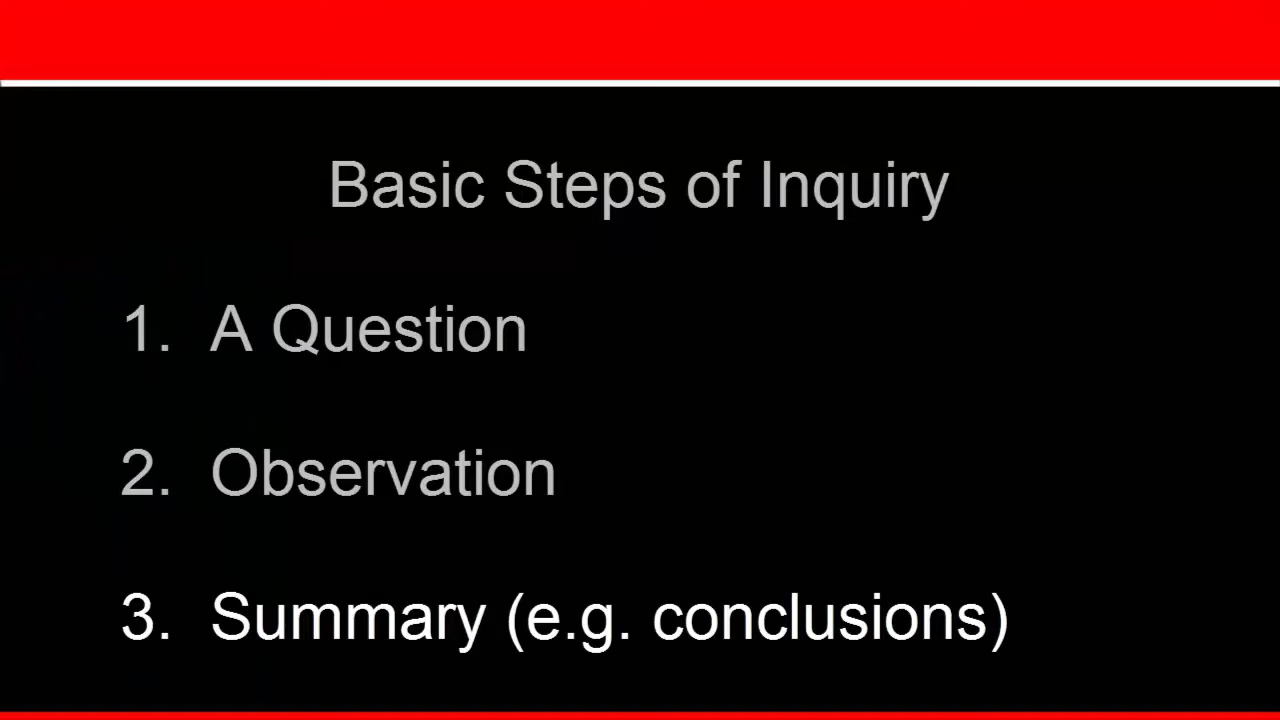 Basic Steps of Inquiry
1. A Question
2. Observation
3. Summary (e.g. conclusions)